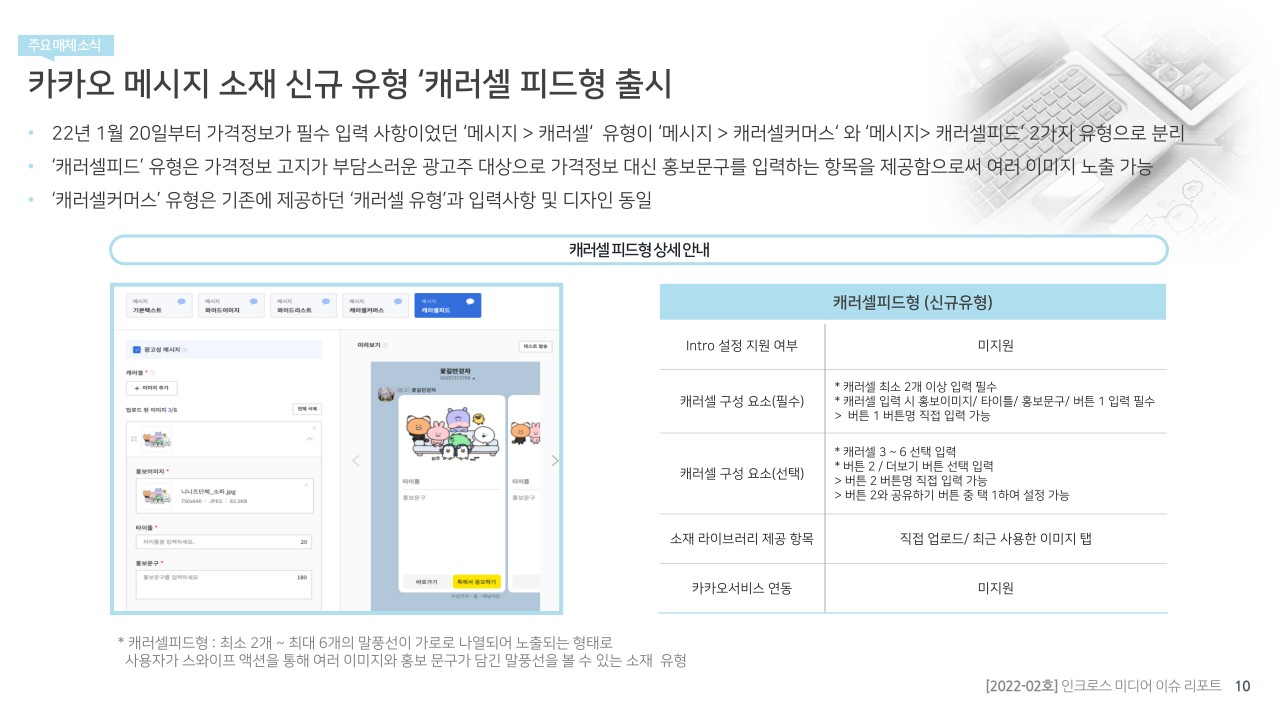 주요 매체 소식
카카오 메시지 소재 신규 유형 ‘캐러셀 피드형 출시
• 22년 1월 20일부터 가격정보가 필수 입력 사항이었던 ‘메시지 > 캐러셀‘ 유형이 ‘메시지 > 캐러셀커머스‘ 와 ‘메시지> 캐러셀피드‘ 2가지 유형으로 분리
• ‘캐러셀피드’ 유형은 가격정보 고지가 부담스러운 광고주 대상으로 가격정보 대신 홍보문구를 입력하는 항목을 제공함으로써 여러 이미지 노출 가능
• ‘캐러셀커머스’ 유형은 기존에 제공하던 ‘캐러셀 유형’과 입력사항 및 디자인 동일
캐러셀 피드형 상세 안내
메시지 메시지 메시지 메시지 메시지
기본텍스트 와이드이미지 와이드리스트 캐러셀커머스 캐러셀피드
광고성 메시지
캐러셀 *
+ 이미지 추가
업로드 된 이미지 3/6 전체 삭제
홍보이미지 *
니니즈단체_소파.jpg
750x640 | JPEG | 83.2KB
타이틀 *
타이틀을 입력하세요. 20
홍보문구 *
홍보문구를 입력하세요 180
미리보기 테스트 발송
꽃길만걷자
[광고] 꽃길만걷자
타이틀 타이틀
홍보문구 홍보문구
바로가기 톡에서 응모하기
캐러셀피드형 (신규유형)
Intro 설정 지원 여부 미지원
캐러셀 구성 요소(필수)
* 캐러셀 최소 2개 이상 입력 필수
* 캐러셀 입력 시 홍보이미지/ 타이틀/ 홍보문구/ 버튼 1 입력 필수
> 버튼 1 버튼명 직접 입력 가능
캐러셀 구성 요소(선택)
* 캐러셀 3 ~ 6 선택 입력
* 버튼 2 / 더보기 버튼 선택 입력
> 버튼 2 버튼명 직접 입력 가능
> 버튼 2와 공유하기 버튼 중 택 1하여 설정 가능
소재 라이브러리 제공 항목 직접 업로드/ 최근 사용한 이미지 탭
카카오서비스 연동 미지원
* 캐러셀피드형 : 최소 2개 ~ 최대 6개의 말풍선이 가로로 나열되어 노출되는 형태로
사용자가 스와이프 액션을 통해 여러 이미지와 홍보 문구가 담긴 말풍선을 볼 수 있는 소재 유형
[2022-02호] 인크로스 미디어 이슈 리포트 10